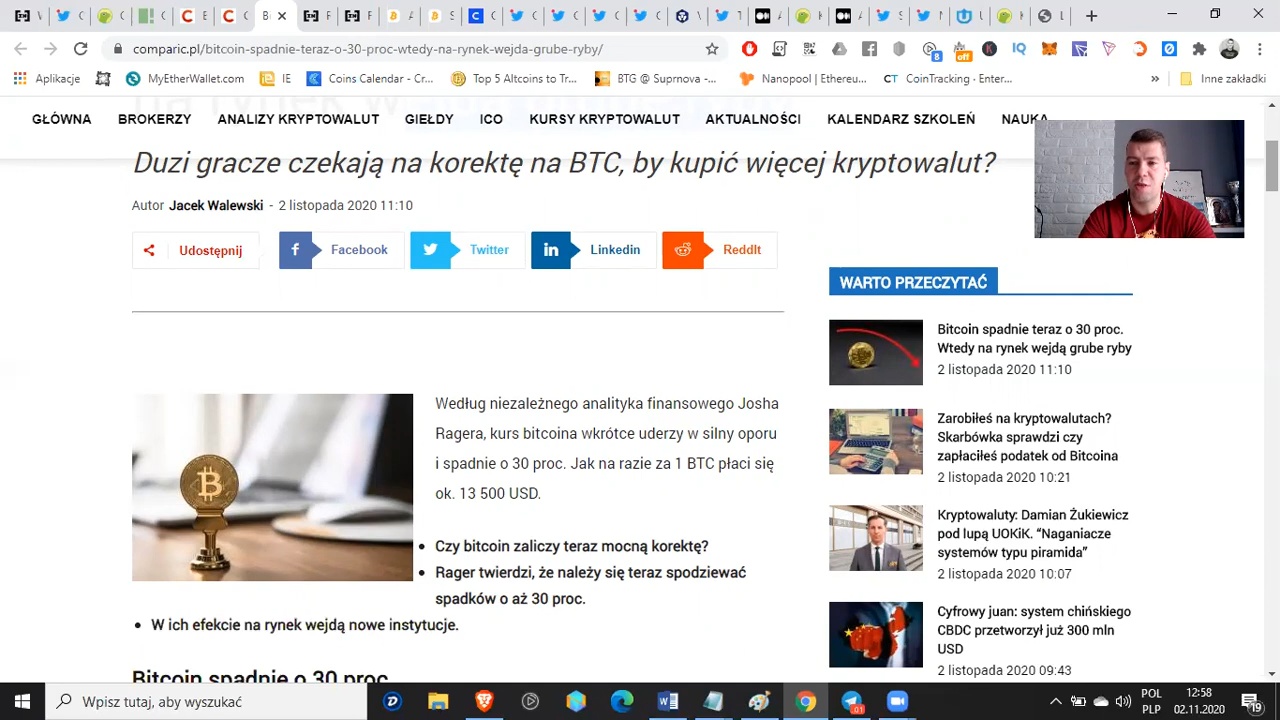 comparic.pl/bitcoin-spadnie-teraz-o-30-proc-wtedy-na-rynek-wejda-grube-ryby/
Aplikacje
MyEtherWallet.com
IE
Coins Calendar - Cr...
Top 5 Altcoins to Tr...
BTG @ Suprnova -...
Nanopool | Ethereu...
CoinTracking · Enter...
Inne zakładki
GŁÓWNA BROKERZY ANALIZY KRYPTOWALUT GIEŁDY ICO KURSY KRYPTOWALUT AKTUALNOŚCI KALENDARZ SZKOLEŃ NAUKA
Duzi gracze czekają na korektę na BTC, by kupić więcej kryptowalut?
Autor Jacek Walewski - 2 listopada 2020 11:10
Udostępnij
Facebook
Twitter
Linkedin
ReddIt
Według niezależnego analityka finansowego Josha
Ragera, kurs bitcoina wkrótce uderzy w silny oporu
i spadnie o 30 proc. Jak na razie za 1 BTC płaci się
ok. 13 500 USD.
Czy bitcoin zaliczy teraz mocną korektę?
Rager twierdzi, że należy się teraz spodziewać
spadków o aż 30 proc.
W ich efekcie na rynek wejdą nowe instytucje.
Bitcoin spadnie o 30 proc.
WARTO PRZECZYTAĆ
Bitcoin spadnie teraz o 30 proc.
Wtedy na rynek wejdą grube ryby
2 listopada 2020 11:10
Zarobiłeś na kryptowalutach?
Skarbówka sprawdzi czy
zapłaciłeś podatek od Bitcoina
2 listopada 2020 10:21
Kryptowaluty: Damian Żukiewicz
pod lupą UOKiK. “Naganiacze
systemów typu piramida”
2 listopada 2020 10:07
Cyfrowy juan: system chińskiego
CBDC przetworzył już 300 mln
USD
2 listopada 2020 09:43
Wpisz tutaj, aby wyszukać
POL
PLP
12:58
02.11.2020